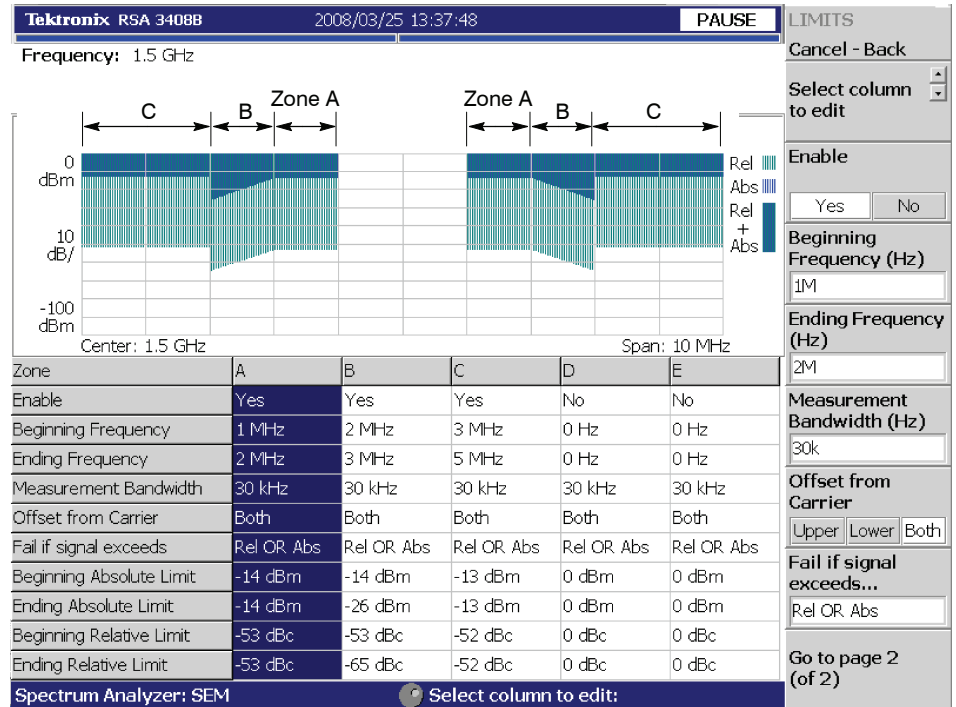 Tektronix RSA 3408B 2008/03/25 13:37:48 PAUSE
Frequency: 1.5 GHz
C B Zone A Zone A B C
0
dBm
10
dB/
-100
dBm
Rel
Abs
Rel
+
Abs
Center: 1.5 GHz Span: 10 MHz
Zone A B C D E
Enable Yes Yes Yes No No
Beginning Frequency 1 MHz 2 MHz 3 MHz 0 Hz 0 Hz
Ending Frequency 2 MHz 3 MHz 5 MHz 0 Hz 0 Hz
Measurement Bandwidth 30 kHz 30 kHz 30 kHz 30 kHz 30 kHz
Offset from Carrier Both Both Both Both Both
Fail if signal exceeds Rel OR Abs Rel OR Abs Rel OR Abs Rel OR Abs Rel OR Abs
Beginning Absolute Limit -14 dBm -14 dBm -13 dBm 0 dBm 0 dBm
Ending Absolute Limit -14 dBm -26 dBm -13 dBm 0 dBm 0 dBm
Beginning Relative Limit -53 dBc -53 dBc -52 dBc 0 dBc 0 dBc
Ending Relative Limit -53 dBc -65 dBc -52 dBc 0 dBc 0 dBc
Spectrum Analyzer: SEM Select column to edit:
LIMITS
Cancel - Back
Select column
to edit
Enable
Yes No
Beginning
Frequency (Hz)
1M
Ending Frequency
(Hz)
2M
Measurement
Bandwidth (Hz)
30k
Offset from
Carrier
Upper Lower Both
Fail if signal
exceeds...
Rel OR Abs
Go to page 2
(of 2)